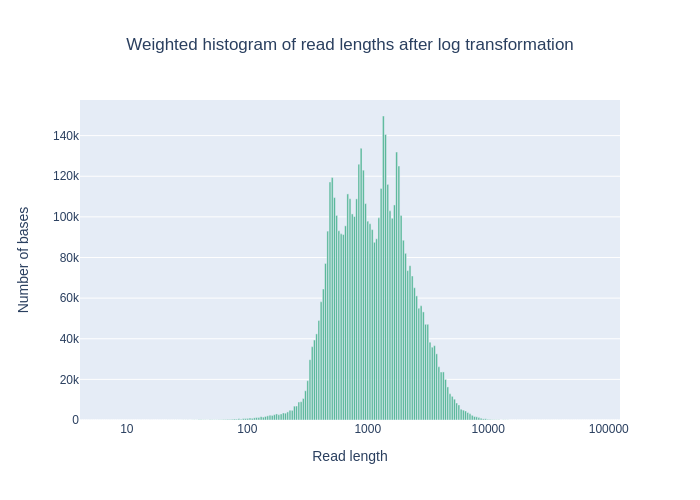 Weighted histogram of read lengths after log transformation
Number of bases
140k
120k
100k
80k
60k
40k
20k
0
10 100 1000 10000 100000
Read length